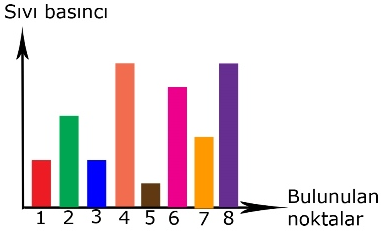 Sıvı basıncı
1 2 3 4 5 6 7 8
Bulunulan
noktalar